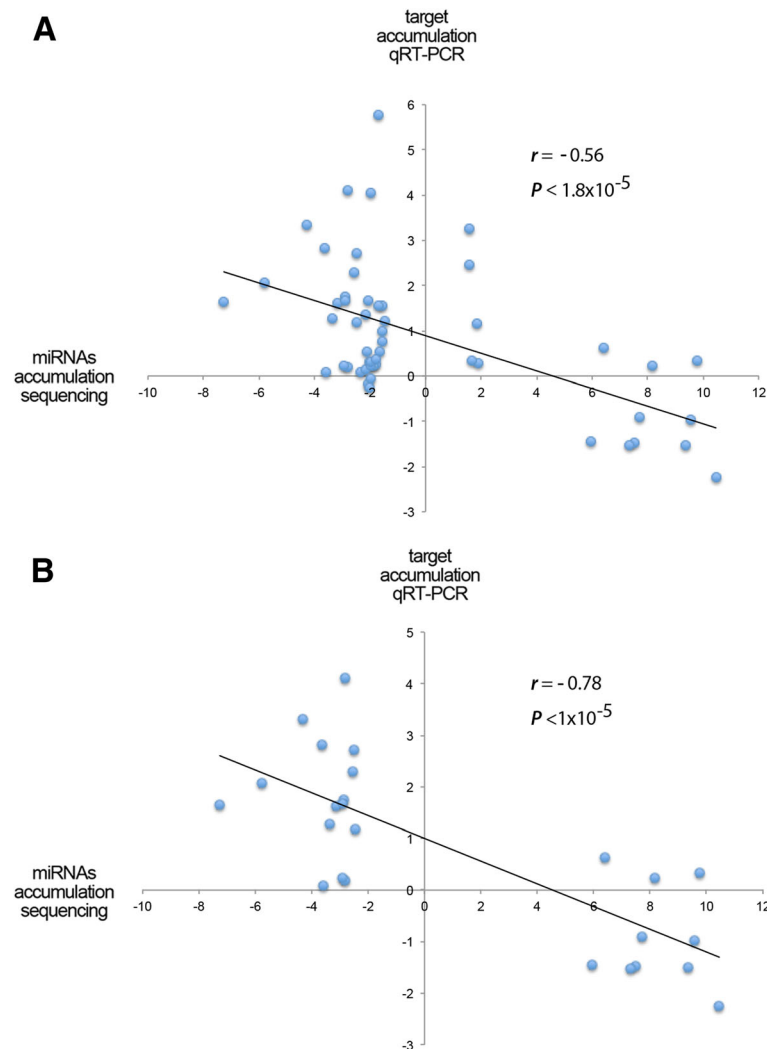 A
target
accumulation
qRT-PCR
6
5
r = - 0.56
P < 1.8x10-5
4
3
2
1
miRNAs
accumulation
sequencing
0
-10 -8 -6 -4 -2 0 2 4 6 8 10 12
-1
-2
-3
B
target
accumulation
qRT-PCR
5
4
r = - 0.78
P <1x10-5
3
2
1
miRNAs
accumulation
sequencing
0
-10 -8 -6 -4 -2 0 2 4 6 8 10 12
-1
-2
-3